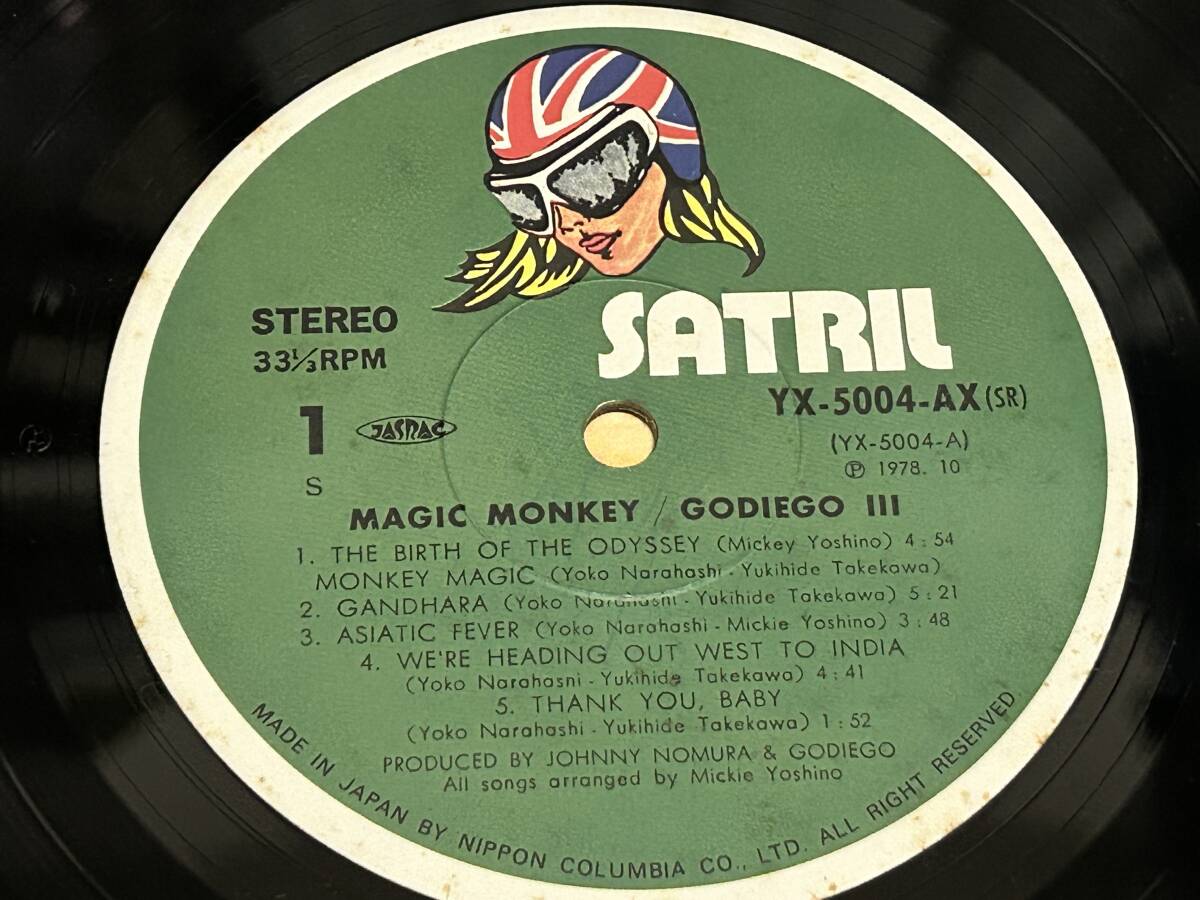 SATRIL
STEREO
33⅓RPM
YX-5004-AX(SR)
1
JASRAC
(YX-5004-A)
S
Ⓟ 1978. 10
MAGIC MONKEY / GODIEGO III
1. THE BIRTH OF THE ODYSSEY (Mickey Yoshino) 4:54
MONKEY MAGIC (Yoko Narahashi - Yukihide Takekawa)
2. GANDHARA (Yoko Narahashi - Yukihide Takekawa) 5:21
3. ASIATIC FEVER (Yoko Narahashi - Mickie Yoshino) 3:48
4. WE'RE HEADING OUT WEST TO INDIA
(Yoko Narahasni - Yukihide Takekawa) 4:41
5. THANK YOU, BABY
(Yoko Narahashi - Yukihide Takekawa) 1:52
PRODUCED BY JOHNNY NOMURA & GODIEGO
All songs arranged by Mickie Yoshino
MADE IN JAPAN BY NIPPON COLUMBIA CO., LTD. ALL RIGHT RESERVED.